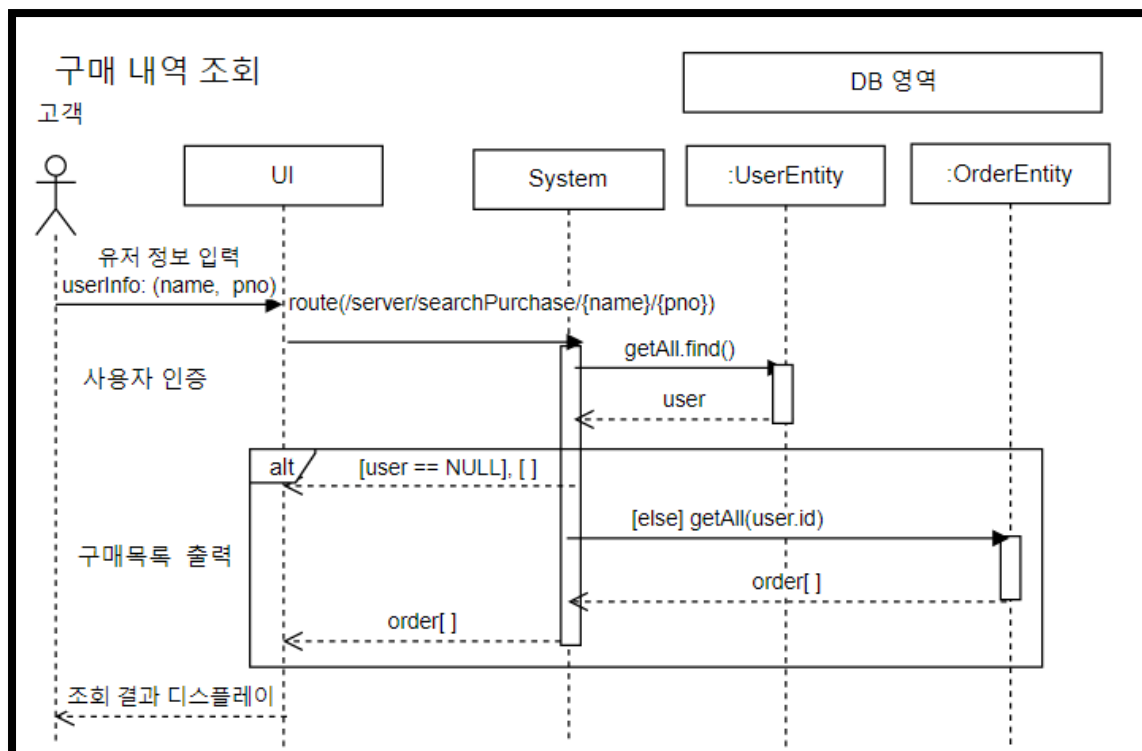 구매 내역 조회
DB 영역
고객
UI
System
:UserEntity
:OrderEntity
유저 정보 입력
userInfo: (name, pno)
route(/server/searchPurchase/{name}/{pno})
getAll.find()
사용자 인증
user
alt
[user == NULL], [ ]
[else] getAll(user.id)
구매목록 출력
order[ ]
order[ ]
조회 결과 디스플레이